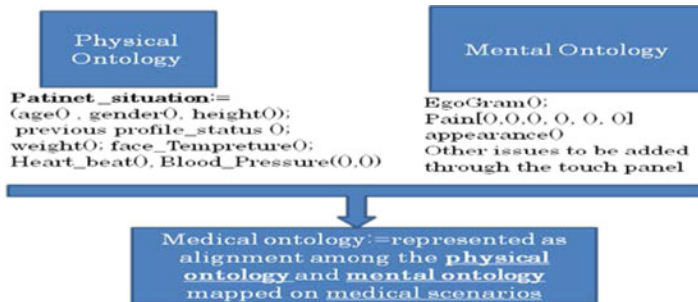 Physical
Ontology
Patinet_situation:=
(age() , gender(), height());
previous profile_status ();
weight(); face_Tempreture();
Heart_beat(), Blood_Pressure(0,0)
Mental Ontology
EgoGram();
Pain[0,0,0, 0, 0, 0]
appearance()
Other issues to be added
through the touch panel
Medical ontology:=represented as
alignment among the physical
ontology and mental ontology
mapped on medical scenarios